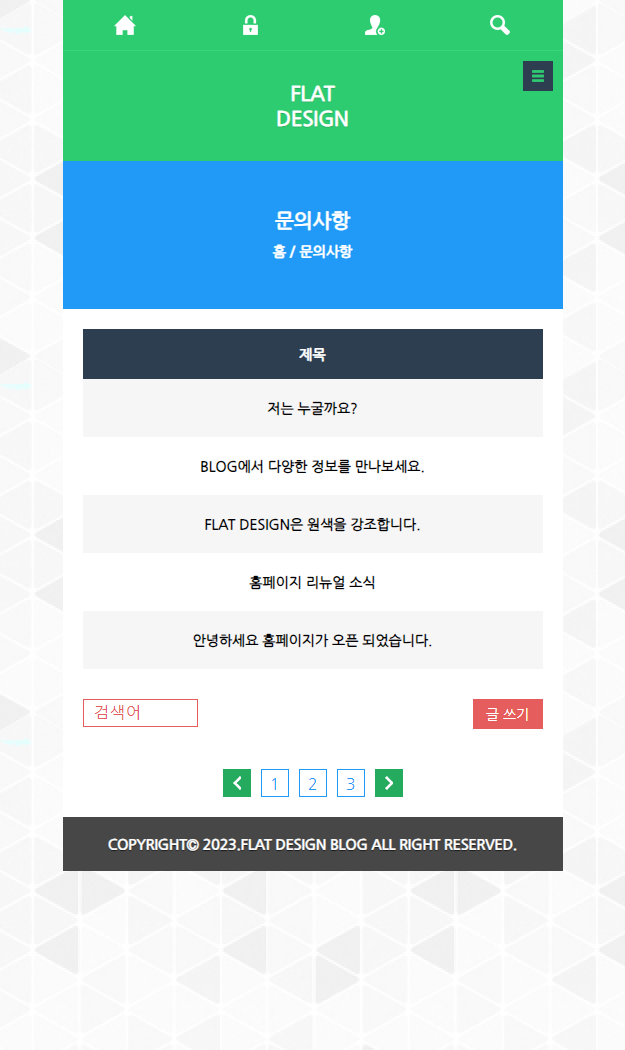 FLAT
DESIGN
문의사항
홈 / 문의사항
제목
저는 누굴까요?
BLOG에서 다양한 정보를 만나보세요.
FLAT DESIGN은 원색을 강조합니다.
홈페이지 리뉴얼 소식
안녕하세요 홈페이지가 오픈 되었습니다.
검색어 글 쓰기
1 2 3
COPYRIGHT© 2023.FLAT DESIGN BLOG ALL RIGHT RESERVED.